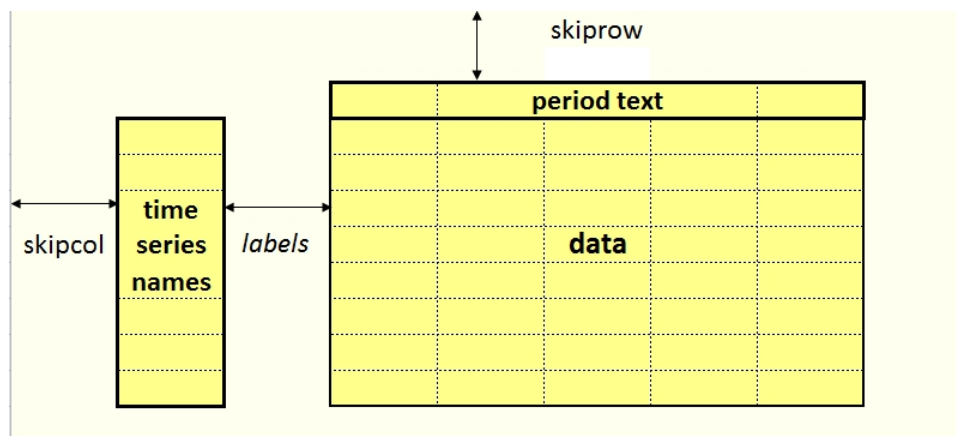 skiprow
period text
time
series
names
skipcol
labels
data